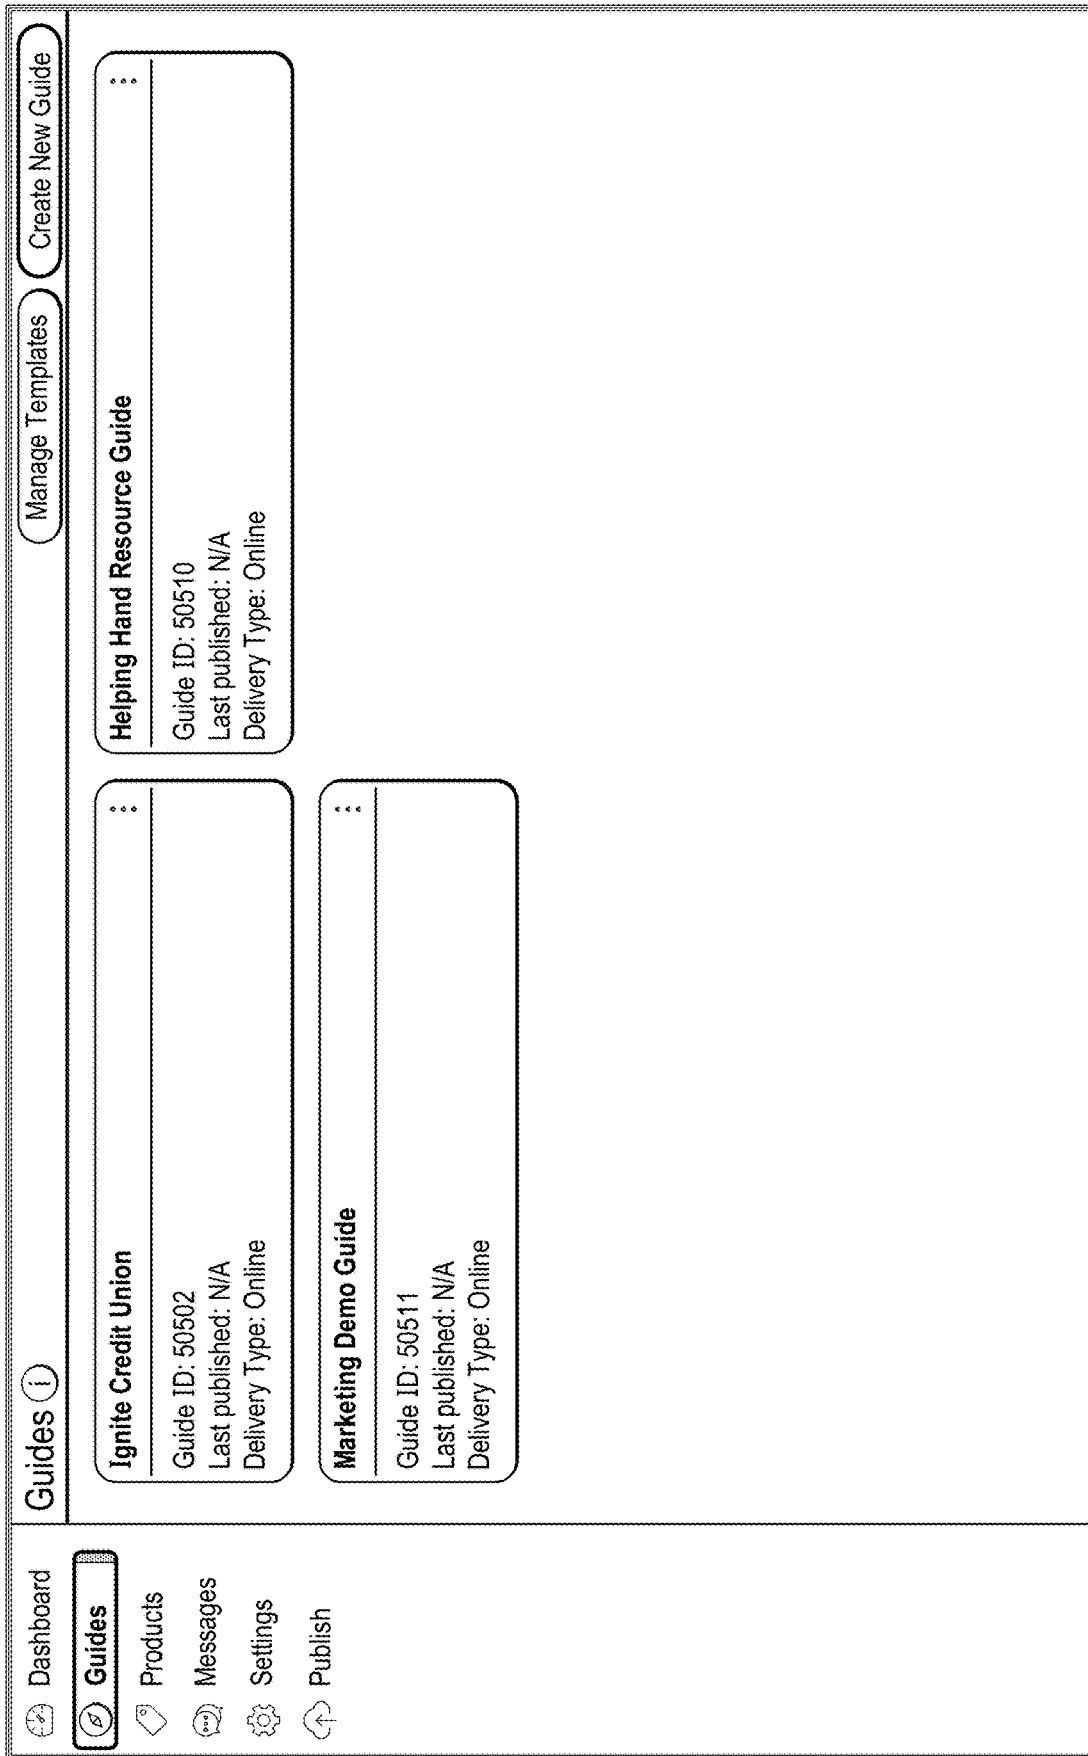 Dashboard
Guides
Products
Messages
Settings
Publish
Guides i
Manage Templates
Create New Guide
Ignite Credit Union
Guide ID: 50502
Last published: N/A
Delivery Type: Online
Helping Hand Resource Guide
Guide ID: 50510
Last published: N/A
Delivery Type: Online
Marketing Demo Guide
Guide ID: 50511
Last published: N/A
Delivery Type: Online